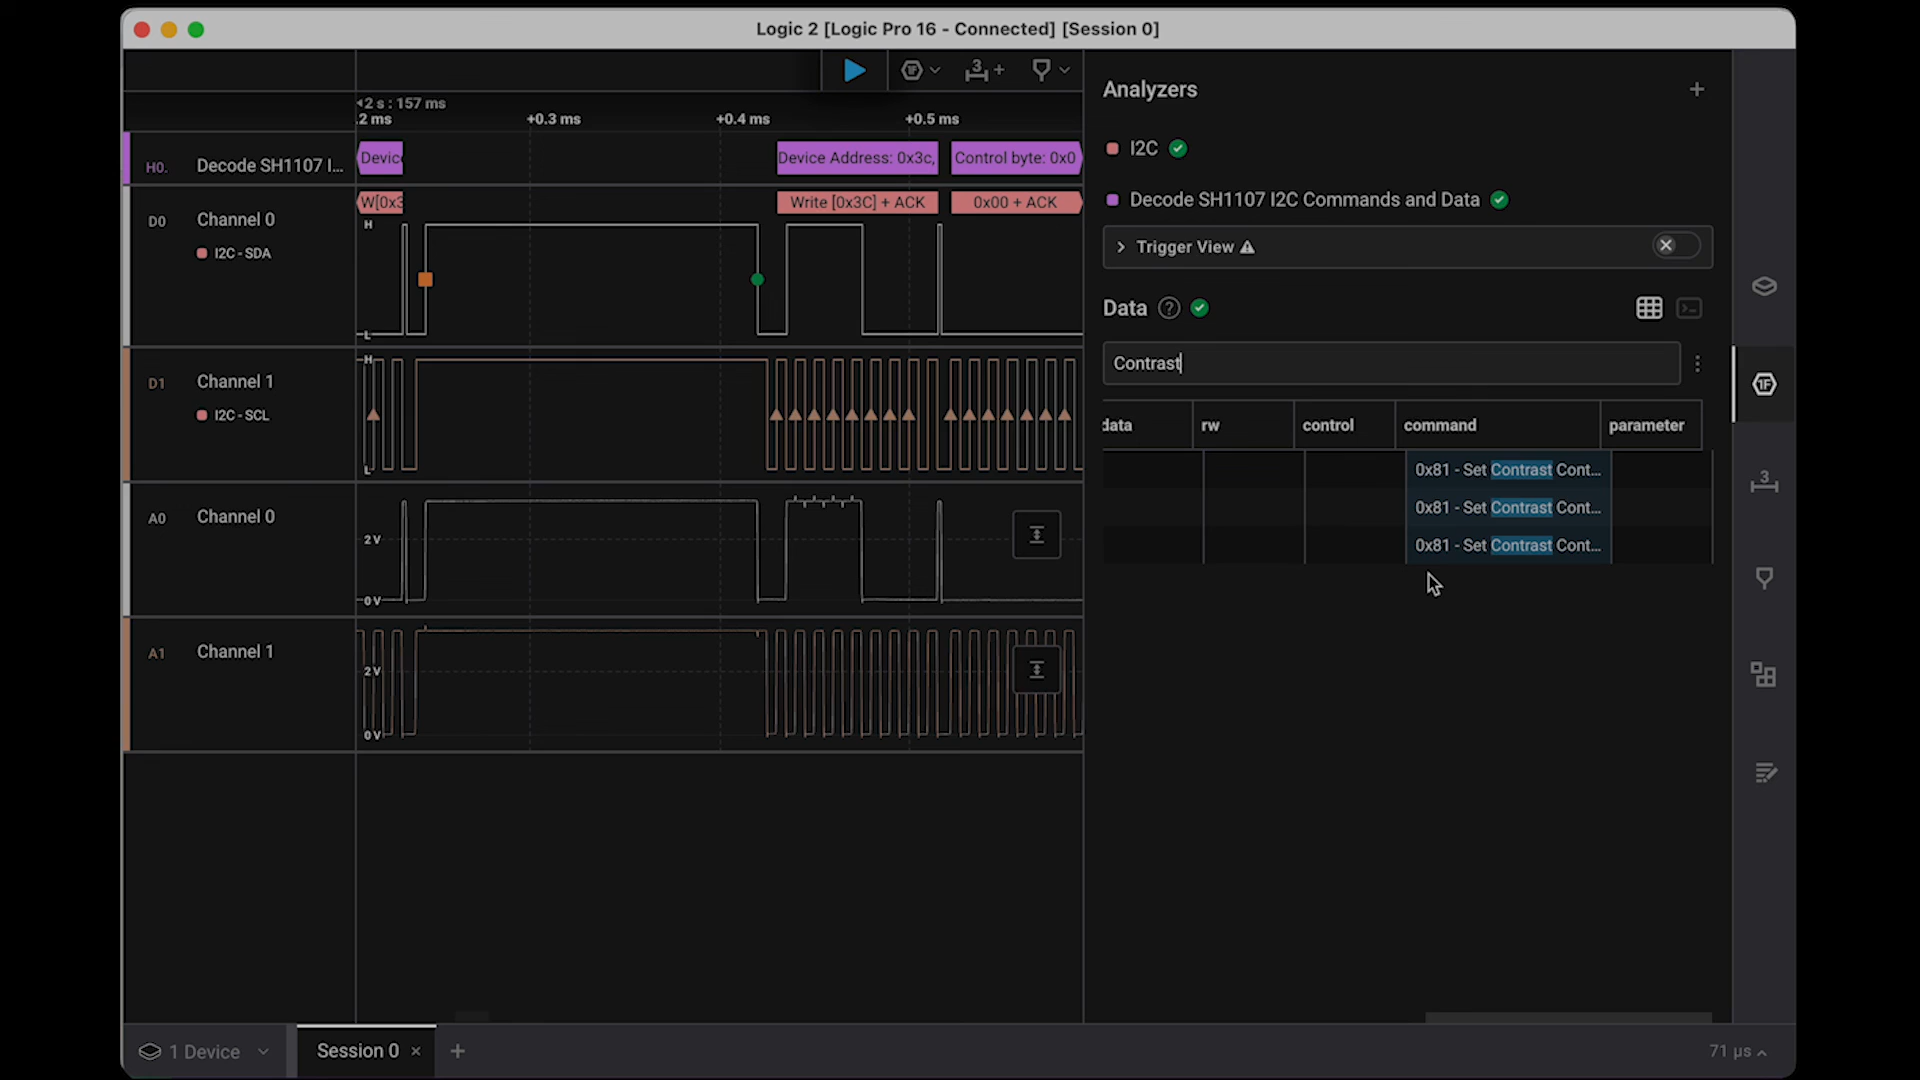 Logic 2 [Logic Pro 16 - Connected] [Session 0]
2 s : 157 ms
.2 ms
+0.3 ms
+0.4 ms
+0.5 ms
H0.
Decode SH1107 I...
Device Address: 0x3c,
Control byte: 0x0
D0
Channel 0
I2C - SDA
W[0x3
Write [0x3C] + ACK
0x00 + ACK
H
L
D1
Channel 1
I2C - SCL
H
L
A0
Channel 0
2 V
0 V
A1
Channel 1
2 V
0 V
Analyzers
I2C
Decode SH1107 I2C Commands and Data
Trigger View
Data
Contrast
data
rw
control
command
parameter
0x81 - Set Contrast Cont...
0x81 - Set Contrast Cont...
0x81 - Set Contrast Cont...
1F
3
1 Device
Session 0
71 μs